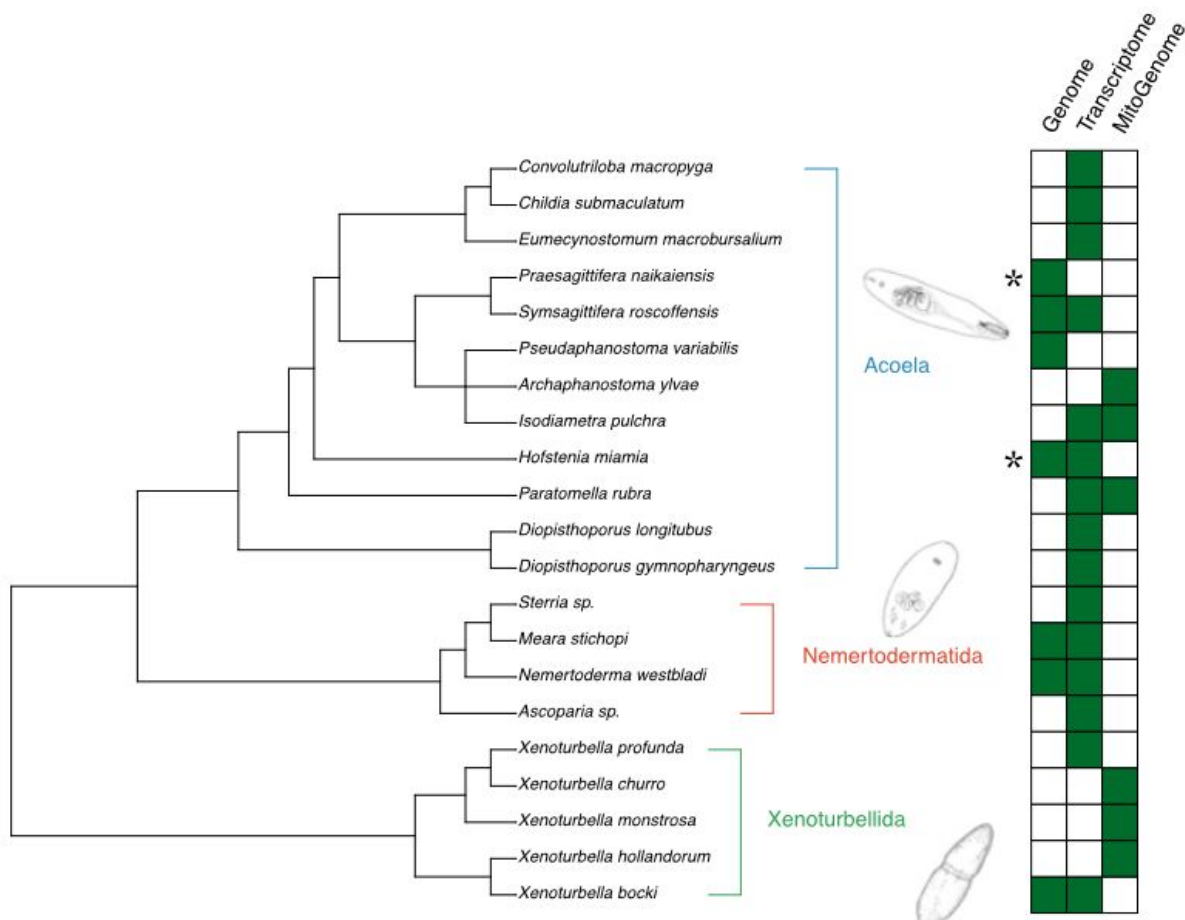 Genome
Transcriptome
MitoGenome
Convolutriloba macropyga
Childia submaculatum
Eumecynostomum macrobursalium
Praesagittifera naikaiensis
*
Symsagittifera roscoffensis
Pseudaphanostoma variabilis
Acoela
Archaphanostoma ylvae
Isodiametra pulchra
Hofstenia miamia
*
Paratomella rubra
Diopisthoporus longitubus
Diopisthoporus gymnopharyngeus
Sterria sp.
Meara stichopi
Nemertodermatida
Nemertoderma westbladi
Ascoparia sp.
Xenoturbella profunda
Xenoturbella churro
Xenoturbella monstrosa
Xenoturbellida
Xenoturbella hollandorum
Xenoturbella bocki